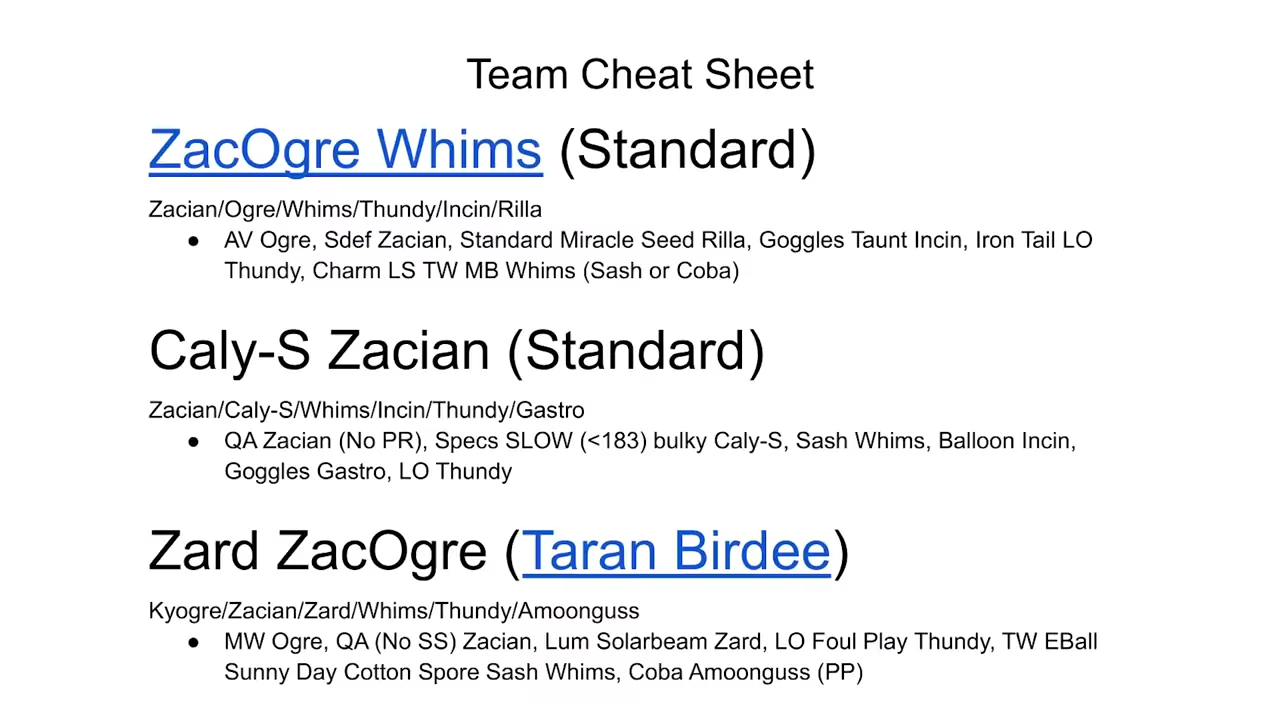 Team Cheat Sheet
ZacOgre Whims (Standard)
Zacian/Ogre/Whims/Thundy/Incin/Rilla
● AV Ogre, Sdef Zacian, Standard Miracle Seed Rilla, Goggles Taunt Incin, Iron Tail LO
Thundy, Charm LS TW MB Whims (Sash or Coba)
Caly-S Zacian (Standard)
Zacian/Caly-S/Whims/Incin/Thundy/Gastro
● QA Zacian (No PR), Specs SLOW (<183) bulky Caly-S, Sash Whims, Balloon Incin,
Goggles Gastro, LO Thundy
Zard ZacOgre (Taran Birdee)
Kyogre/Zacian/Zard/Whims/Thundy/Amoonguss
● MW Ogre, QA (No SS) Zacian, Lum Solarbeam Zard, LO Foul Play Thundy, TW EBall
Sunny Day Cotton Spore Sash Whims, Coba Amoonguss (PP)